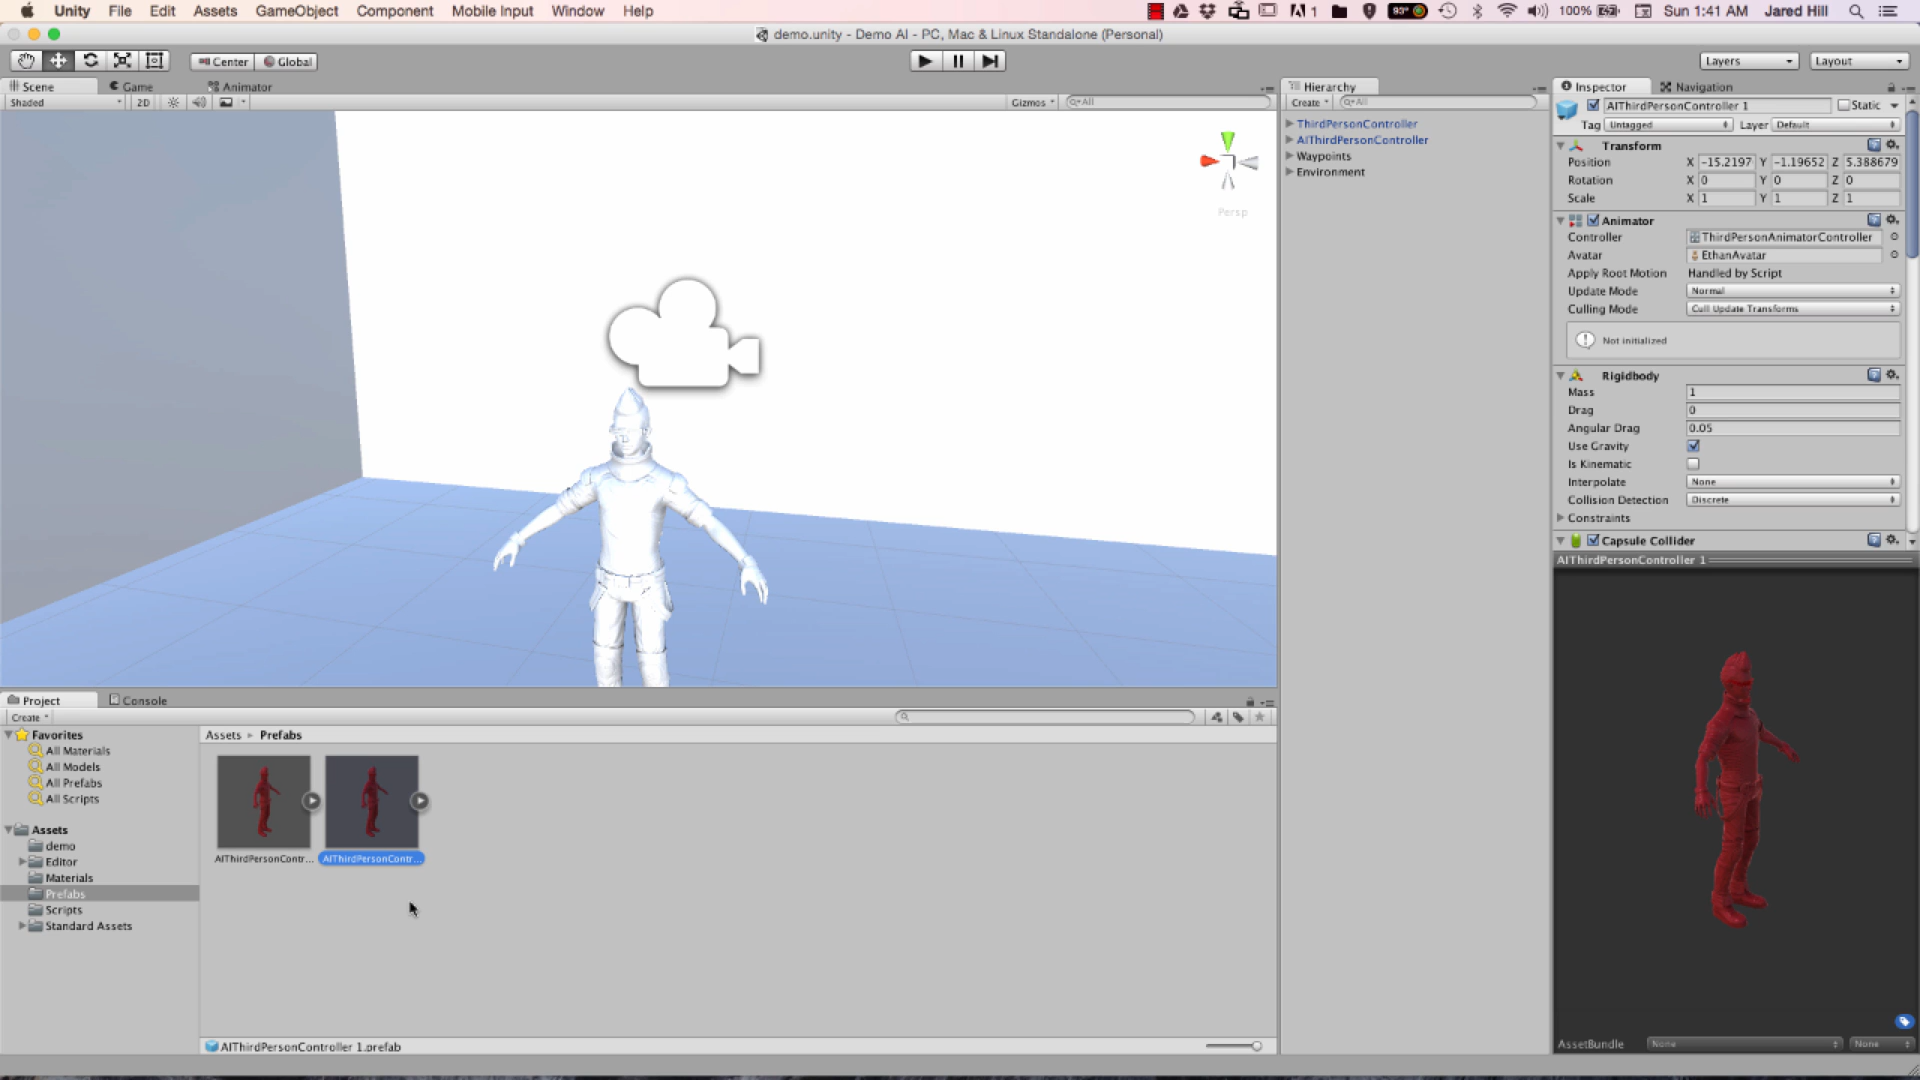 Unity File Edit Assets GameObject Component Mobile Input Window Help 1 93° 100% Sun 1:41 AM Jared Hill
demo.unity - Demo AI - PC, Mac & Linux Standalone (Personal)
Center Global Layers Layout
Scene Game Animator
Shaded 2D Gizmos All
Persp
Hierarchy
Create All
ThirdPersonController
AIThirdPersonController
Waypoints
Environment
Inspector Navigation
AIThirdPersonController 1 Static
Tag Untagged Layer Default
Transform
Position X -15.2197 Y -1.19652 Z 5.388679
Rotation X 0 Y 0 Z 0
Scale X 1 Y 1 Z 1
Animator
Controller ThirdPersonAnimatorController
Avatar EthanAvatar
Apply Root Motion Handled by Script
Update Mode Normal
Culling Mode Cull Update Transforms
Not initialized
Rigidbody
Mass 1
Drag 0
Angular Drag 0.05
Use Gravity
Is Kinematic
Interpolate None
Collision Detection Discrete
Constraints
Capsule Collider
AIThirdPersonController 1
AssetBundle None None
Project Console
Create
Favorites
All Materials
All Models
All Prefabs
All Scripts
Assets
demo
Editor
Materials
Prefabs
Scripts
Standard Assets
Assets Prefabs
AIThirdPersonContr... AIThirdPersonContr...
AIThirdPersonController 1.prefab